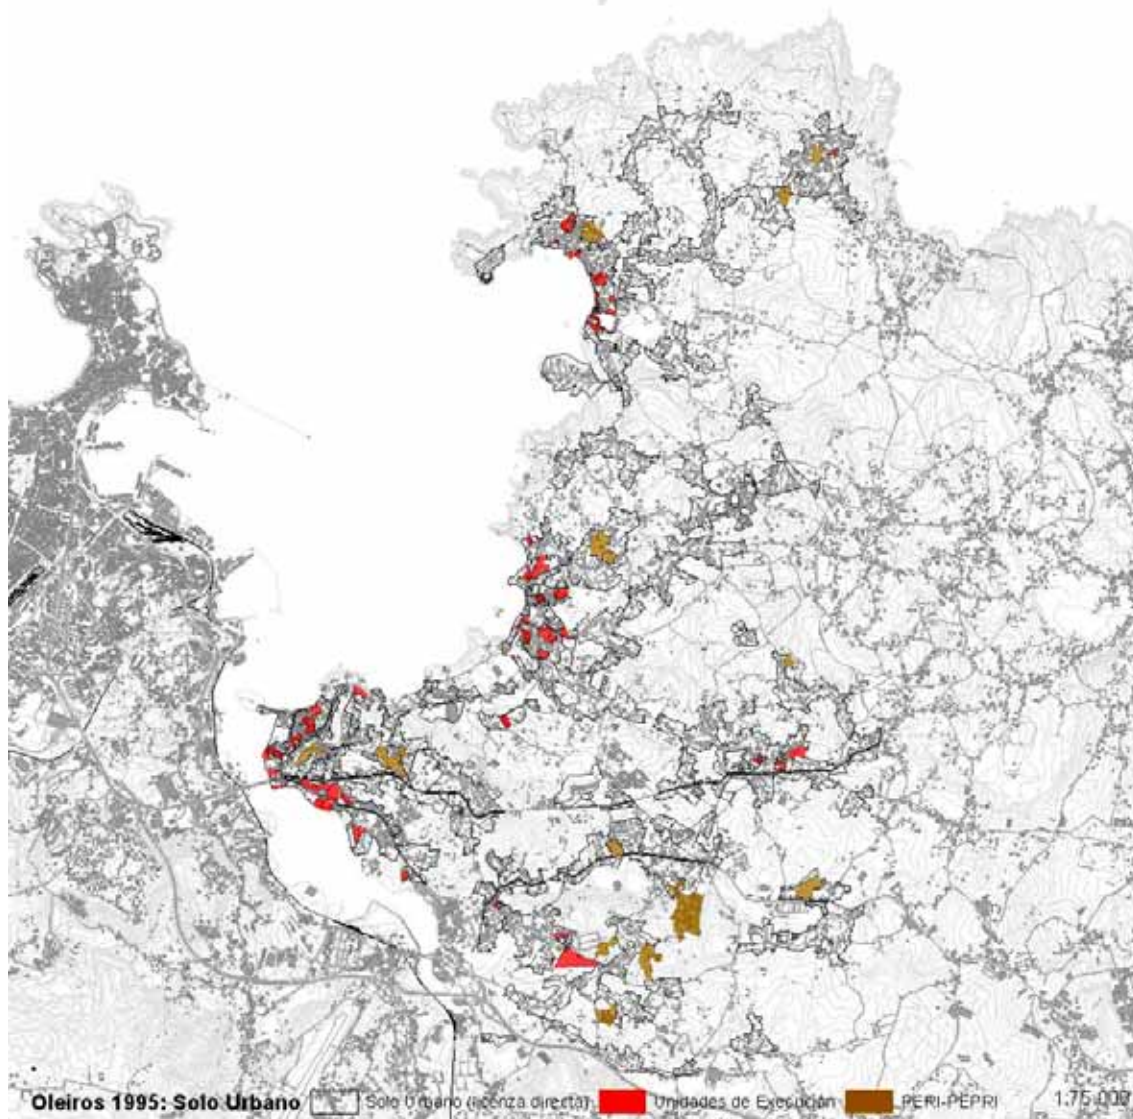 Oleiros 1995: Solo Urbano Solo Urbano (licenza directa) Unidades de Execución PERI-PEPRI 1:75.000